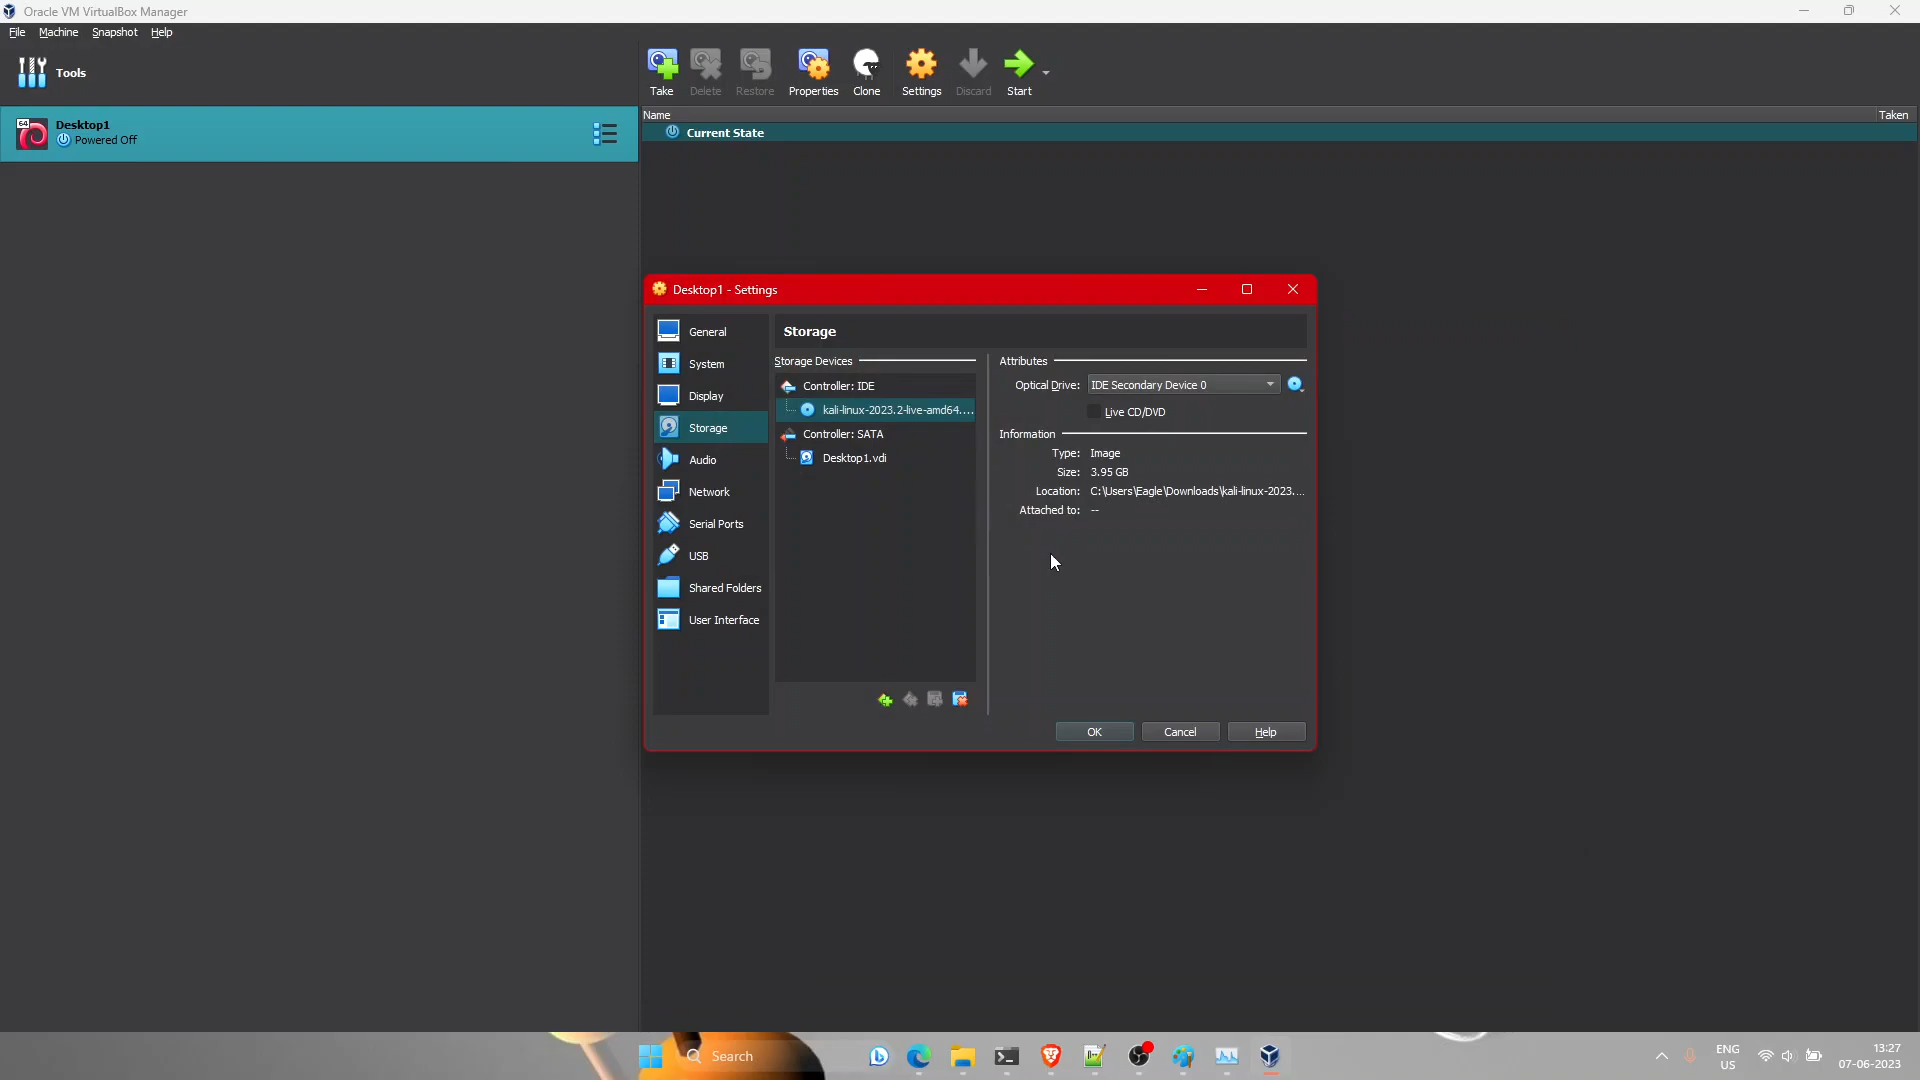 Oracle VM VirtualBox Manager
File Machine Snapshot Help
Tools
Take Delete Restore Properties Clone Settings Discard Start
64 Desktop1
Powered Off
Name Taken
Current State
Desktop1 - Settings
General
System
Display
Storage
Audio
Network
Serial Ports
USB
Shared Folders
User Interface
Storage
Storage Devices
Controller: IDE
kali-linux-2023.2-live-amd64....
Controller: SATA
Desktop1.vdi
Attributes
Optical Drive: IDE Secondary Device 0
Live CD/DVD
Information
Type: Image
Size: 3.95 GB
Location: C:\Users\Eagle\Downloads\kali-linux-2023....
Attached to: --
OK Cancel Help
Search
ENG
US
13:27
07-06-2023